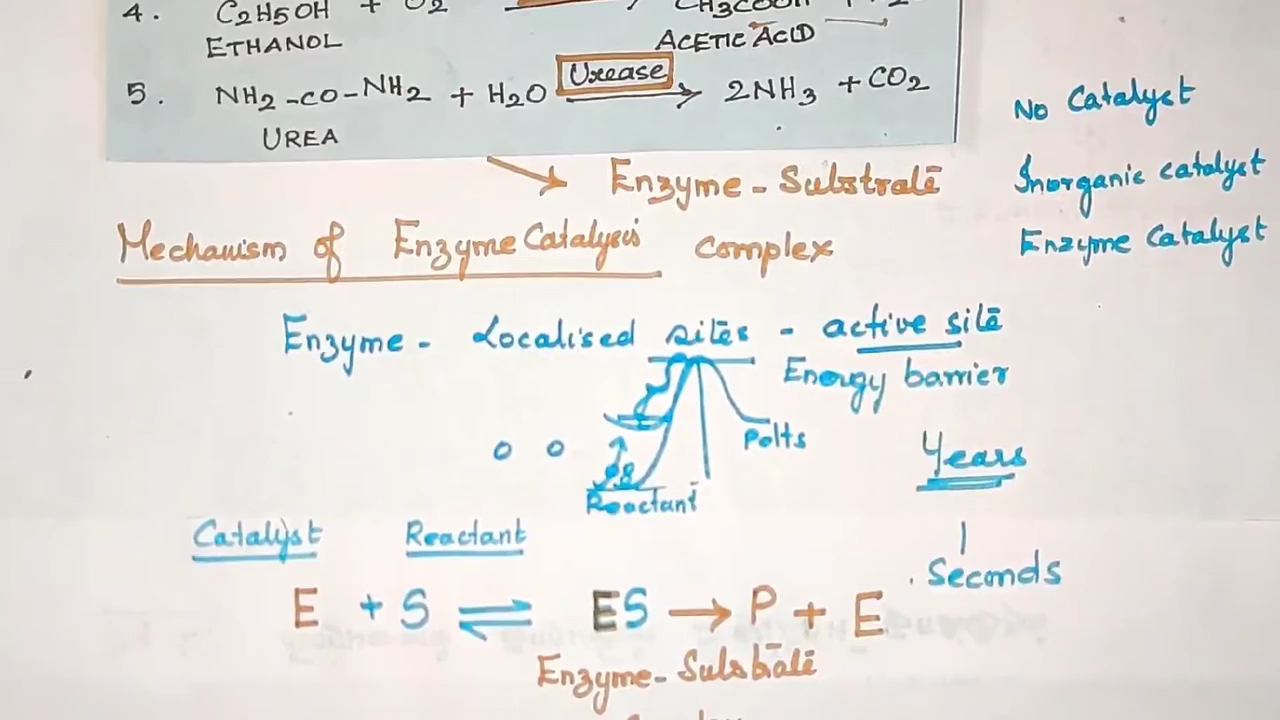 4. C2H5OH + O2 → CH3COOH
ETHANOL ACETIC ACID
5. NH2-CO-NH2 + H2O Urease → 2NH3 + CO2
UREA
No Catalyst
Inorganic catalyst
Enzyme Catalyst
→ Enzyme - Substrate
Mechanism of Enzyme Catalysis complex
Enzyme - Localised sites - active site
Energy barrier
Pdts
Reactant
Years
Seconds
Catalyst Reactant
E + S ⇌ ES → P + E
Enzyme - Substrate